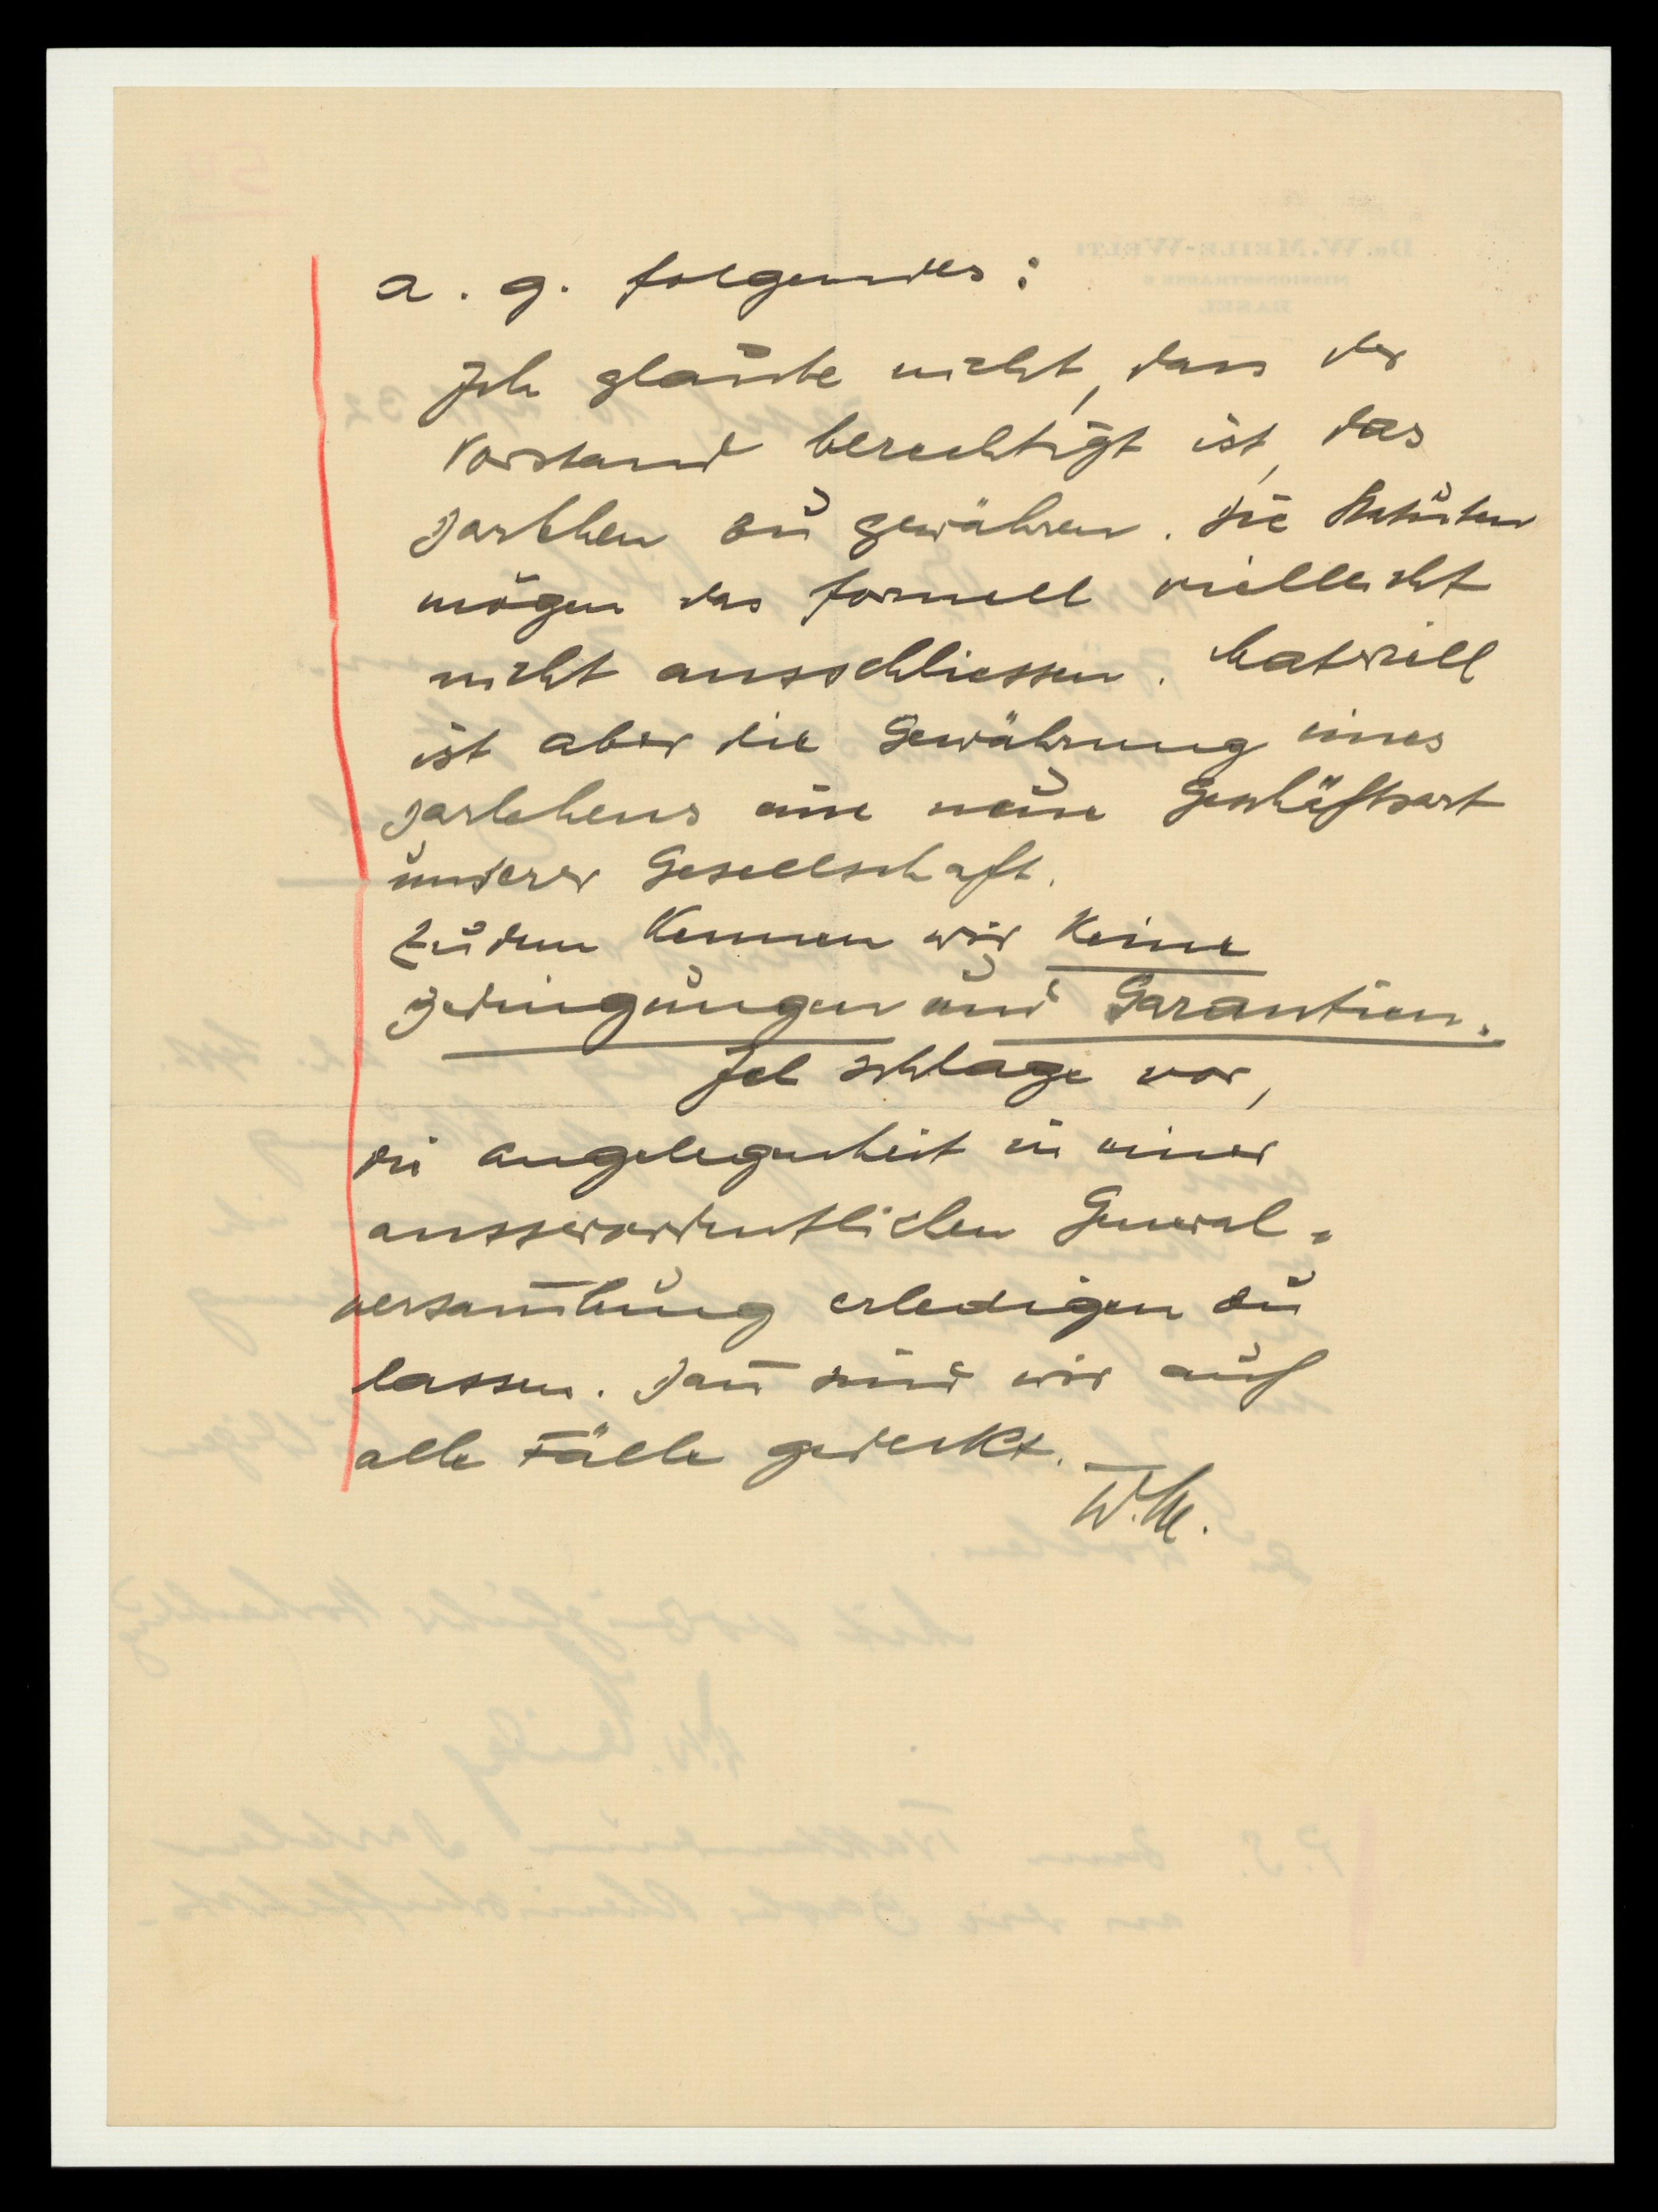 a. g. folgendes:
Ich glaube nicht, dass der
Vorstand berechtigt ist, das
Darlehen zu gewähren. Die Statuten
mögen das formell vielleicht
nicht ausschliessen. Materiell
ist aber die Gewährung eines
Darlehens eine neue Geschäftsart
unserer Gesellschaft.
Zudem kennen wir keine
Bedingungen und Garantien.
Ich schlage vor,
die Angelegenheit in einer
ausserordentlichen General-
versam̅lung erledigen zu
lassen. Dan̅ sind wir auf
alle Fälle gedeckt.
W. M.